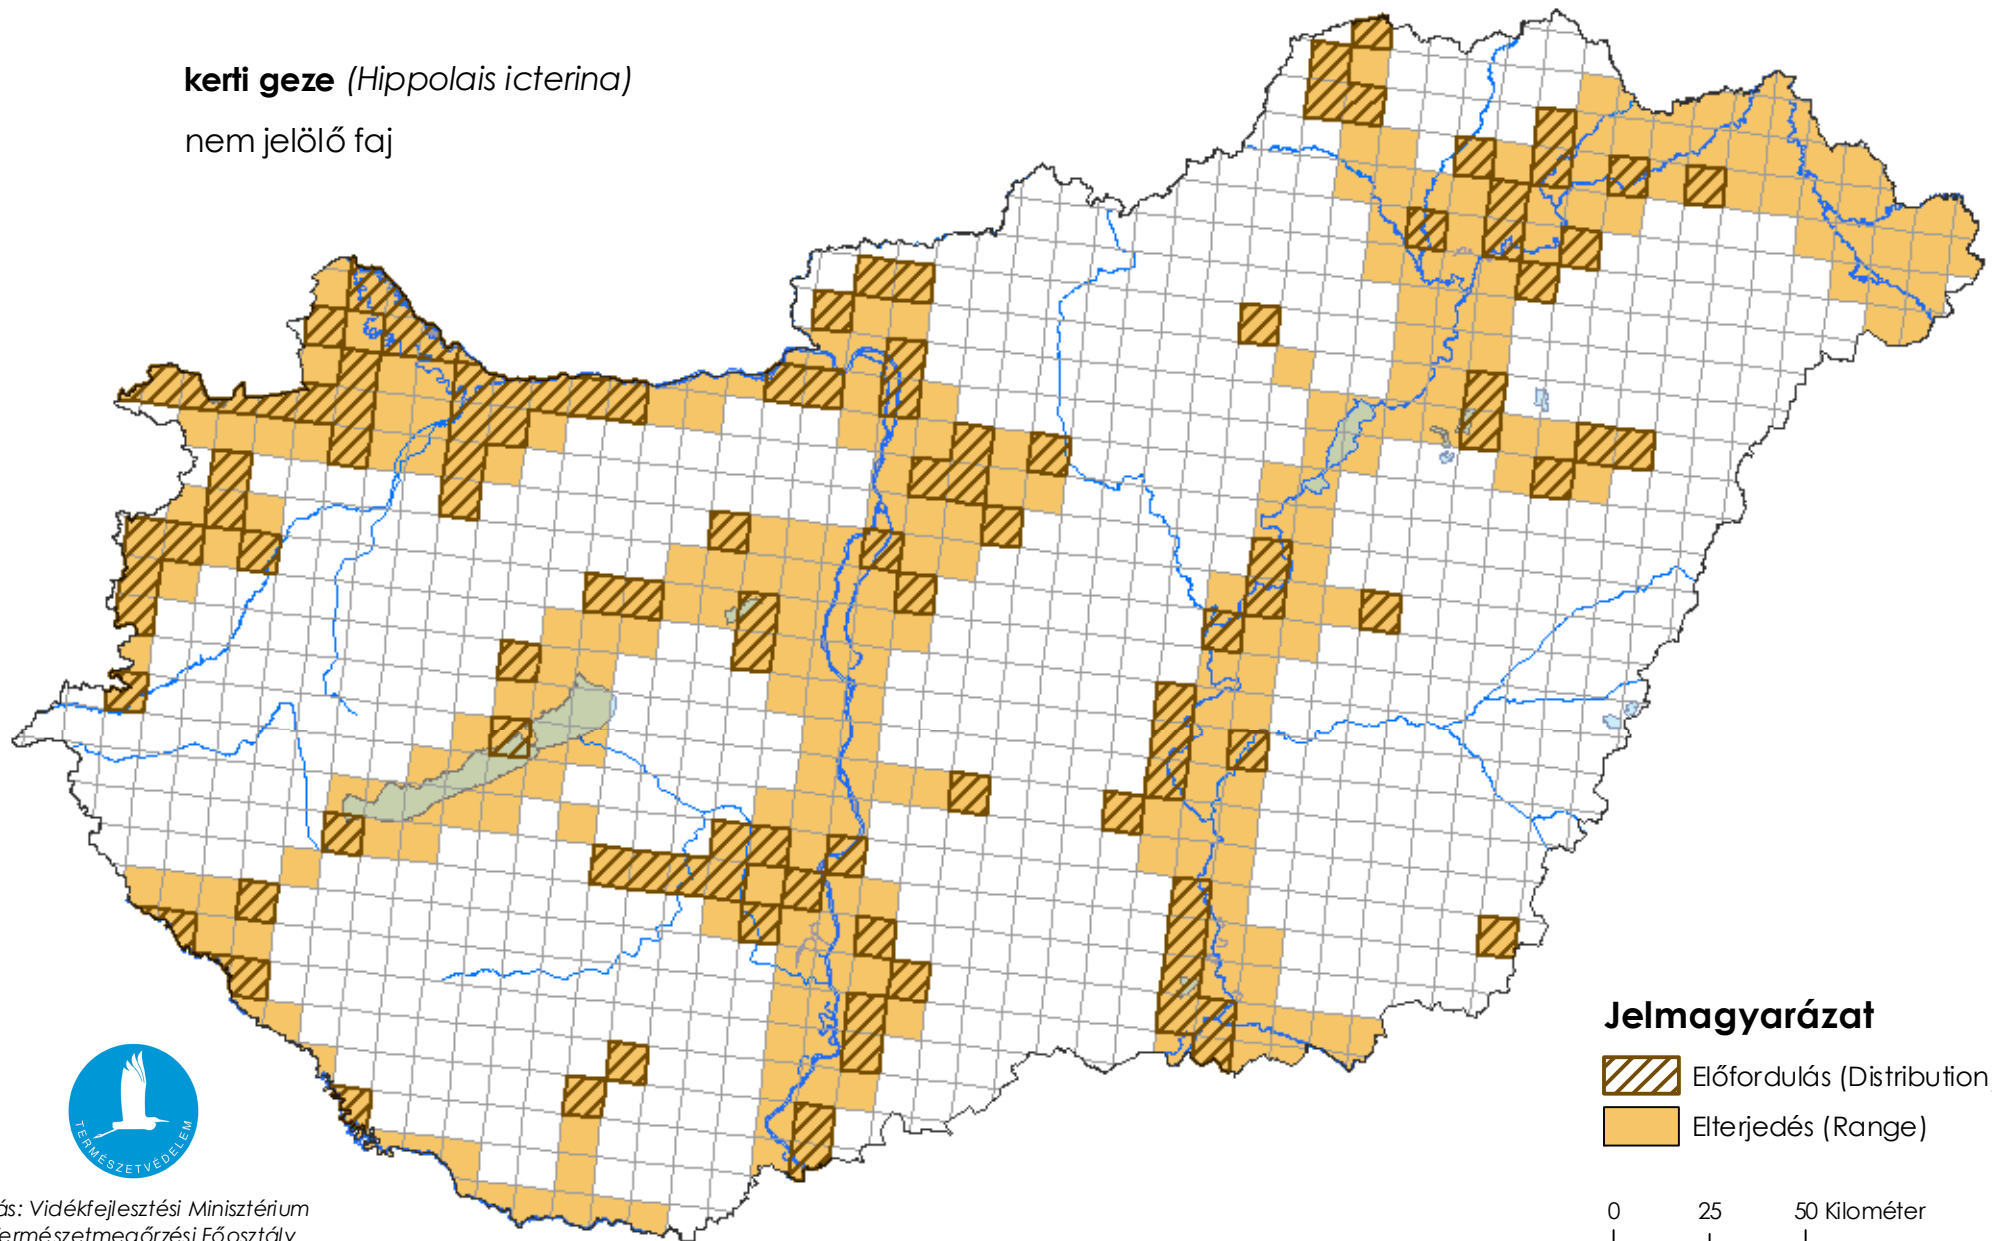 kerti geze (Hippolais icterina)
nem jelölő faj
Jelmagyarázat
Előfordulás (Distribution
Elterjedés (Range)
0 25 50 Kilométer
TERMÉSZETVÉDELEM
ás: Vidékfejlesztési Minisztérium
Természetmegőrzési Főosztály